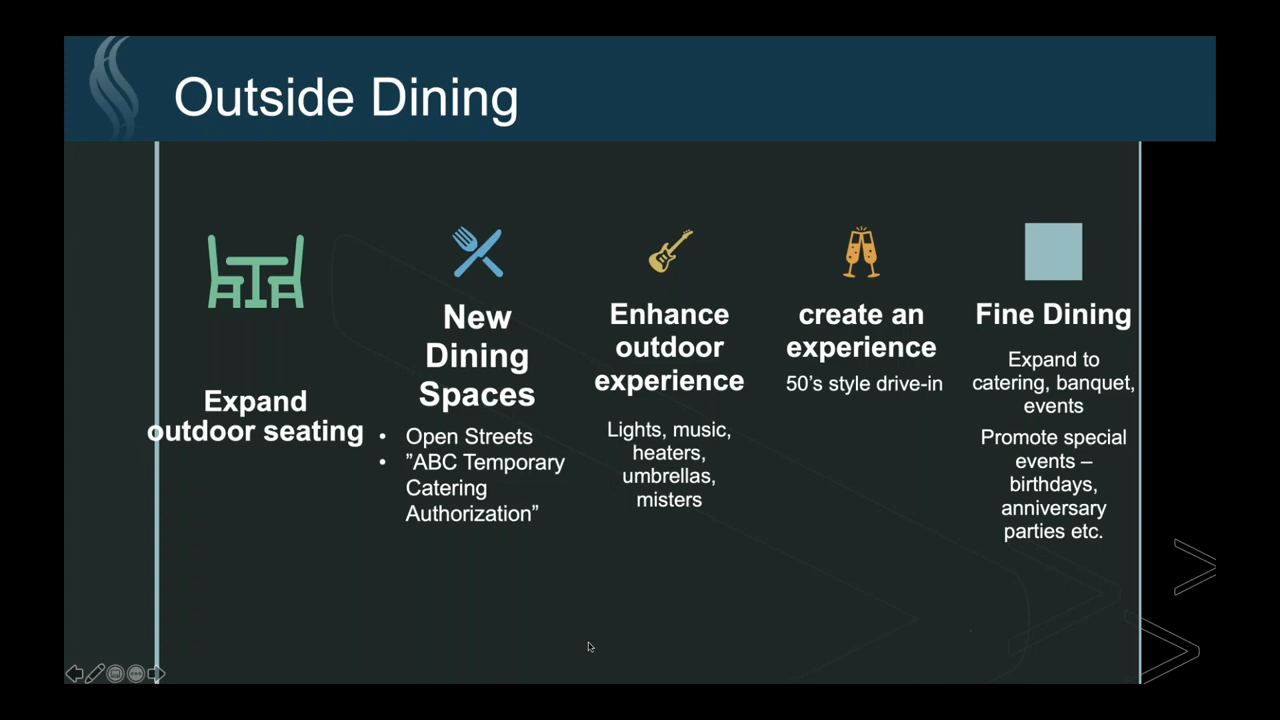 Outside Dining
Expand
outdoor seating
New
Dining
Spaces
• Open Streets
• ”ABC Temporary
Catering
Authorization”
Enhance
outdoor
experience
Lights, music,
heaters,
umbrellas,
misters
create an
experience
50’s style drive-in
Fine Dining
Expand to
catering, banquet,
events
Promote special
events –
birthdays,
anniversary
parties etc.